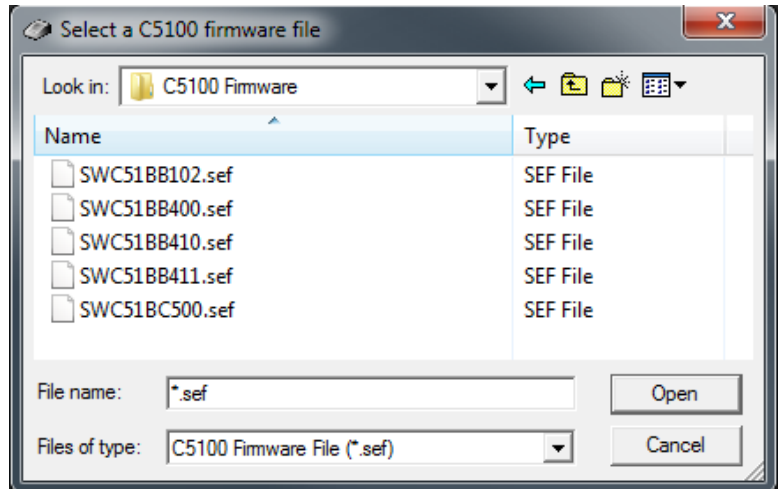 Select a C5100 firmware file
Look in: C5100 Firmware
Name Type
SWC51BB102.sef SEF File
SWC51BB400.sef SEF File
SWC51BB410.sef SEF File
SWC51BB411.sef SEF File
SWC51BC500.sef SEF File
File name: *.sef Open
Files of type: C5100 Firmware File (*.sef) Cancel